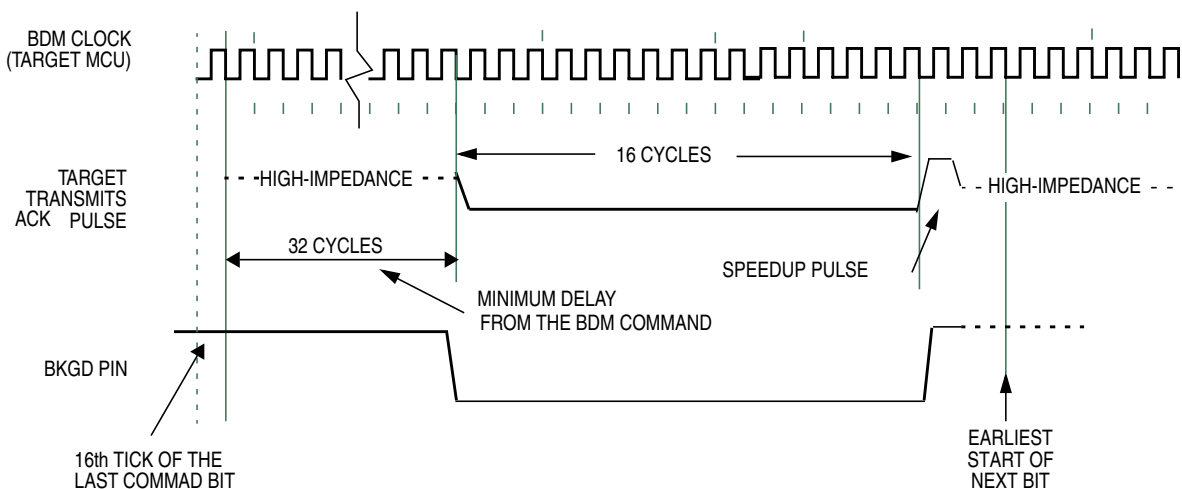 BDM CLOCK
(TARGET MCU)
16 CYCLES
TARGET
TRANSMITS
ACK PULSE
HIGH-IMPEDANCE
HIGH-IMPEDANCE
32 CYCLES
SPEEDUP PULSE
MINIMUM DELAY
FROM THE BDM COMMAND
BKGD PIN
16th TICK OF THE
LAST COMMAD BIT
EARLIEST
START OF
NEXT BIT